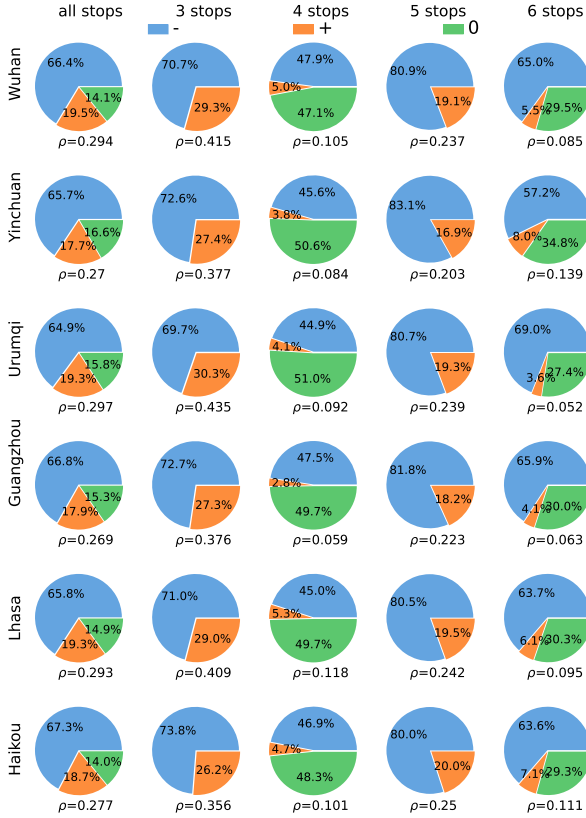 all stops 3 stops 4 stops 5 stops 6 stops
- + 0
Wuhan
66.4% 19.5% 14.1%
70.7% 29.3%
47.9% 5.0% 47.1%
80.9% 19.1%
65.0% 5.5% 29.5%
ρ=0.294 ρ=0.415 ρ=0.105 ρ=0.237 ρ=0.085
Yinchuan
65.7% 17.7% 16.6%
72.6% 27.4%
45.6% 3.8% 50.6%
83.1% 16.9%
57.2% 8.0% 34.8%
ρ=0.27 ρ=0.377 ρ=0.084 ρ=0.203 ρ=0.139
Urumqi
64.9% 19.3% 15.8%
69.7% 30.3%
44.9% 4.1% 51.0%
80.7% 19.3%
69.0% 3.6% 27.4%
ρ=0.297 ρ=0.435 ρ=0.092 ρ=0.239 ρ=0.052
Guangzhou
66.8% 17.9% 15.3%
72.7% 27.3%
47.5% 2.8% 49.7%
81.8% 18.2%
65.9% 4.1% 30.0%
ρ=0.269 ρ=0.376 ρ=0.059 ρ=0.223 ρ=0.063
Lhasa
65.8% 19.3% 14.9%
71.0% 29.0%
45.0% 5.3% 49.7%
80.5% 19.5%
63.7% 6.1% 30.3%
ρ=0.293 ρ=0.409 ρ=0.118 ρ=0.242 ρ=0.095
Haikou
67.3% 18.7% 14.0%
73.8% 26.2%
46.9% 4.7% 48.3%
80.0% 20.0%
63.6% 7.1% 29.3%
ρ=0.277 ρ=0.356 ρ=0.101 ρ=0.25 ρ=0.111